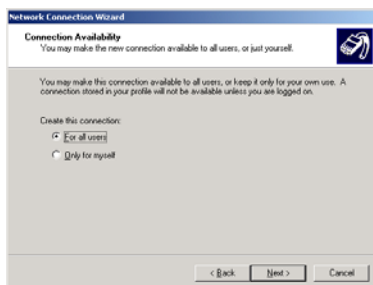 Network Connection Wizard
Connection Availability
You may make the new connection available to all users, or just yourself.
You may make this connection available to all users, or keep it only for your own use. A
connection stored in your profile will not be available unless you are logged on.
Create this connection:
For all users
Only for myself
< Back Next > Cancel